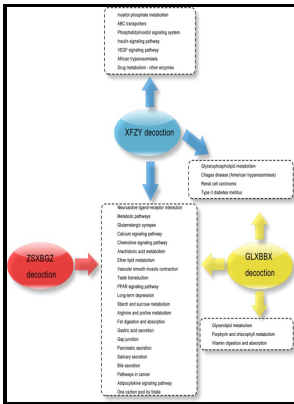 Inositol phosphate metabolism
ABC transporters
Phosphatidylinositol signaling system
Insulin signaling pathway
VEGF signaling pathway
African trypanosomiasis
Drug metabolism - other enzymes
XFZY decoction
Glycerophospholipid metabolism
Chagas disease (American trypanosomiasis)
Renal cell carcinoma
Type II diabetes mellitus
Neuroactive ligand-receptor interaction
Metabolic pathways
Glutamatergic synapse
Calcium signaling pathway
Chemokine signaling pathway
Arachidonic acid metabolism
Ether lipid metabolism
Vascular smooth muscle contraction
Taste transduction
PPAR signaling pathway
Long-term depression
Starch and sucrose metabolism
Arginine and proline metabolism
Fat digestion and absorption
Gastric acid secretion
Gap junction
Pancreatic secretion
Salivary secretion
Bile secretion
Pathways in cancer
Adipocytokine signaling pathway
One carbon pool by folate
ZSXBGZ
decoction
GLXBBX
decoction
Glycerolipid metabolism
Porphyrin and chlorophyll metabolism
Vitamin digestion and absorption